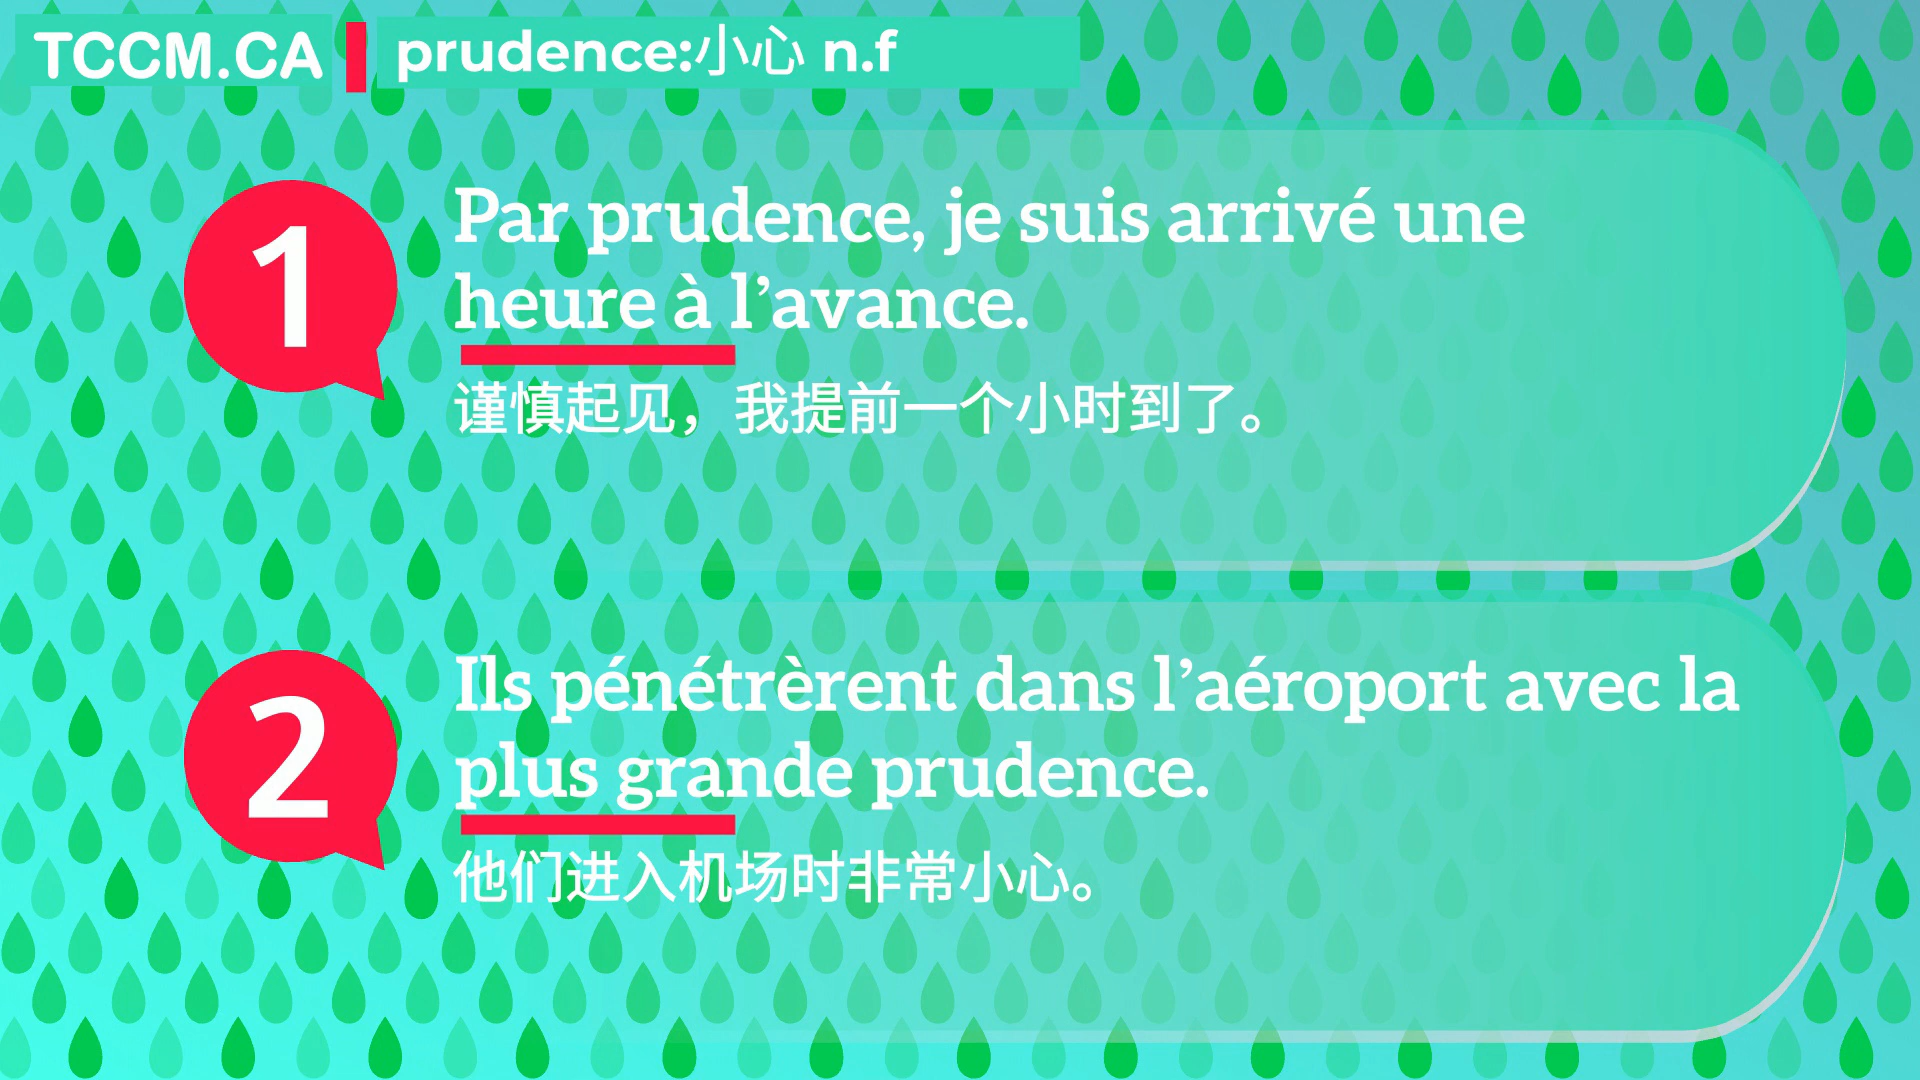 TCCM.CA
prudence:小心 n.f
1
Par prudence, je suis arrivé une
heure à l’avance.
谨慎起见，我提前一个小时到了。
2
Ils pénétrèrent dans l’aéroport avec la
plus grande prudence.
他们进入机场时非常小心。